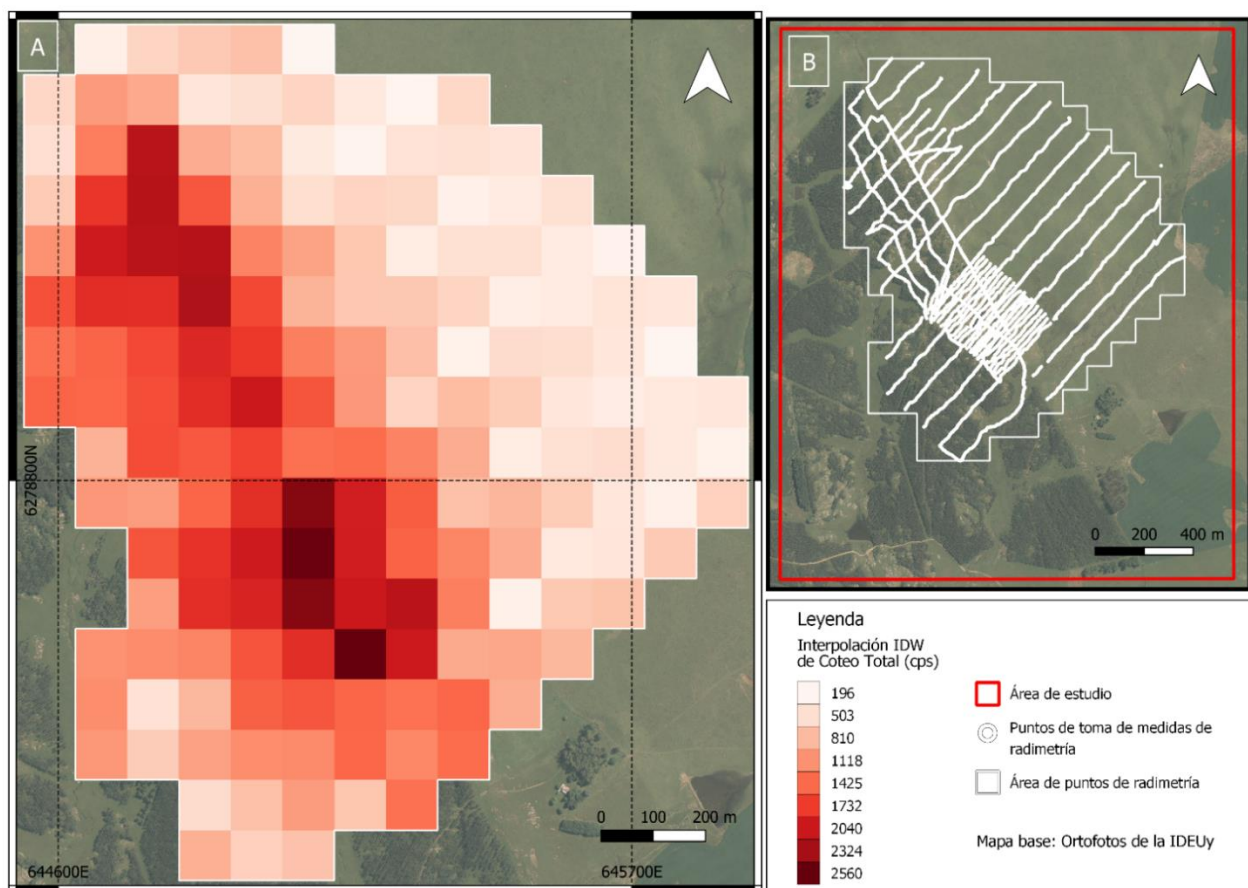 A
6278800N
644600E
645700E
0 100 200 m
B
0 200 400 m
Leyenda
Interpolación IDW
de Coteo Total (cps)
196
503
810
1118
1425
1732
2040
2324
2560
Área de estudio
Puntos de toma de medidas de
radimetría
Área de puntos de radimetría
Mapa base: Ortofotos de la IDEUy